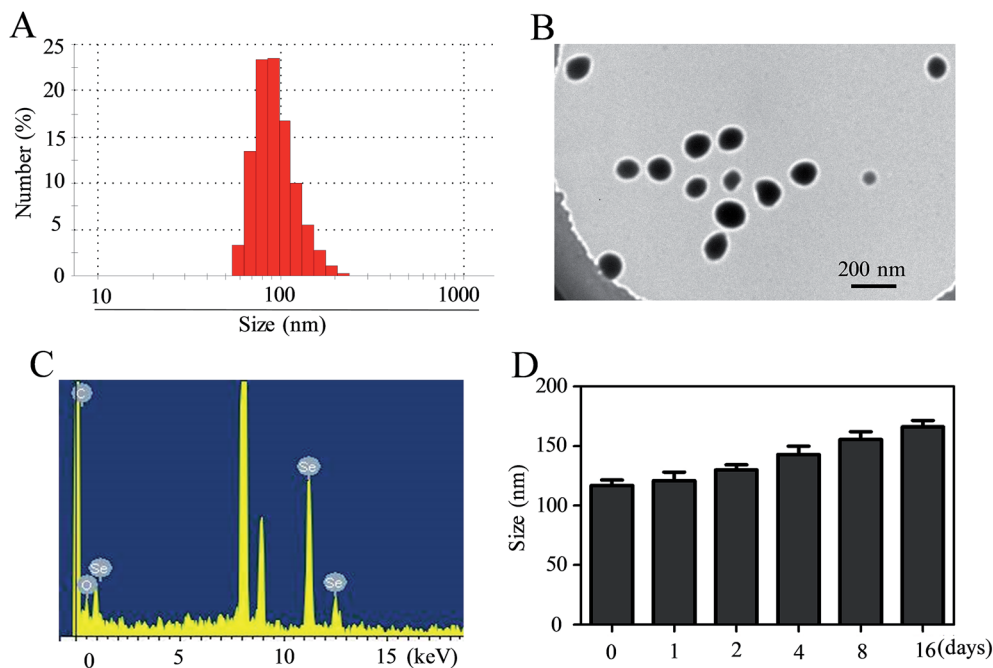 A
25
20
15
10
5
0
Number (%)
10 100 1000
Size (nm)
B
200 nm
C
C
O
Se
Se
Se
0 5 10 15 (keV)
D
200
150
100
50
0
Size (nm)
0 1 2 4 8 16 (days)